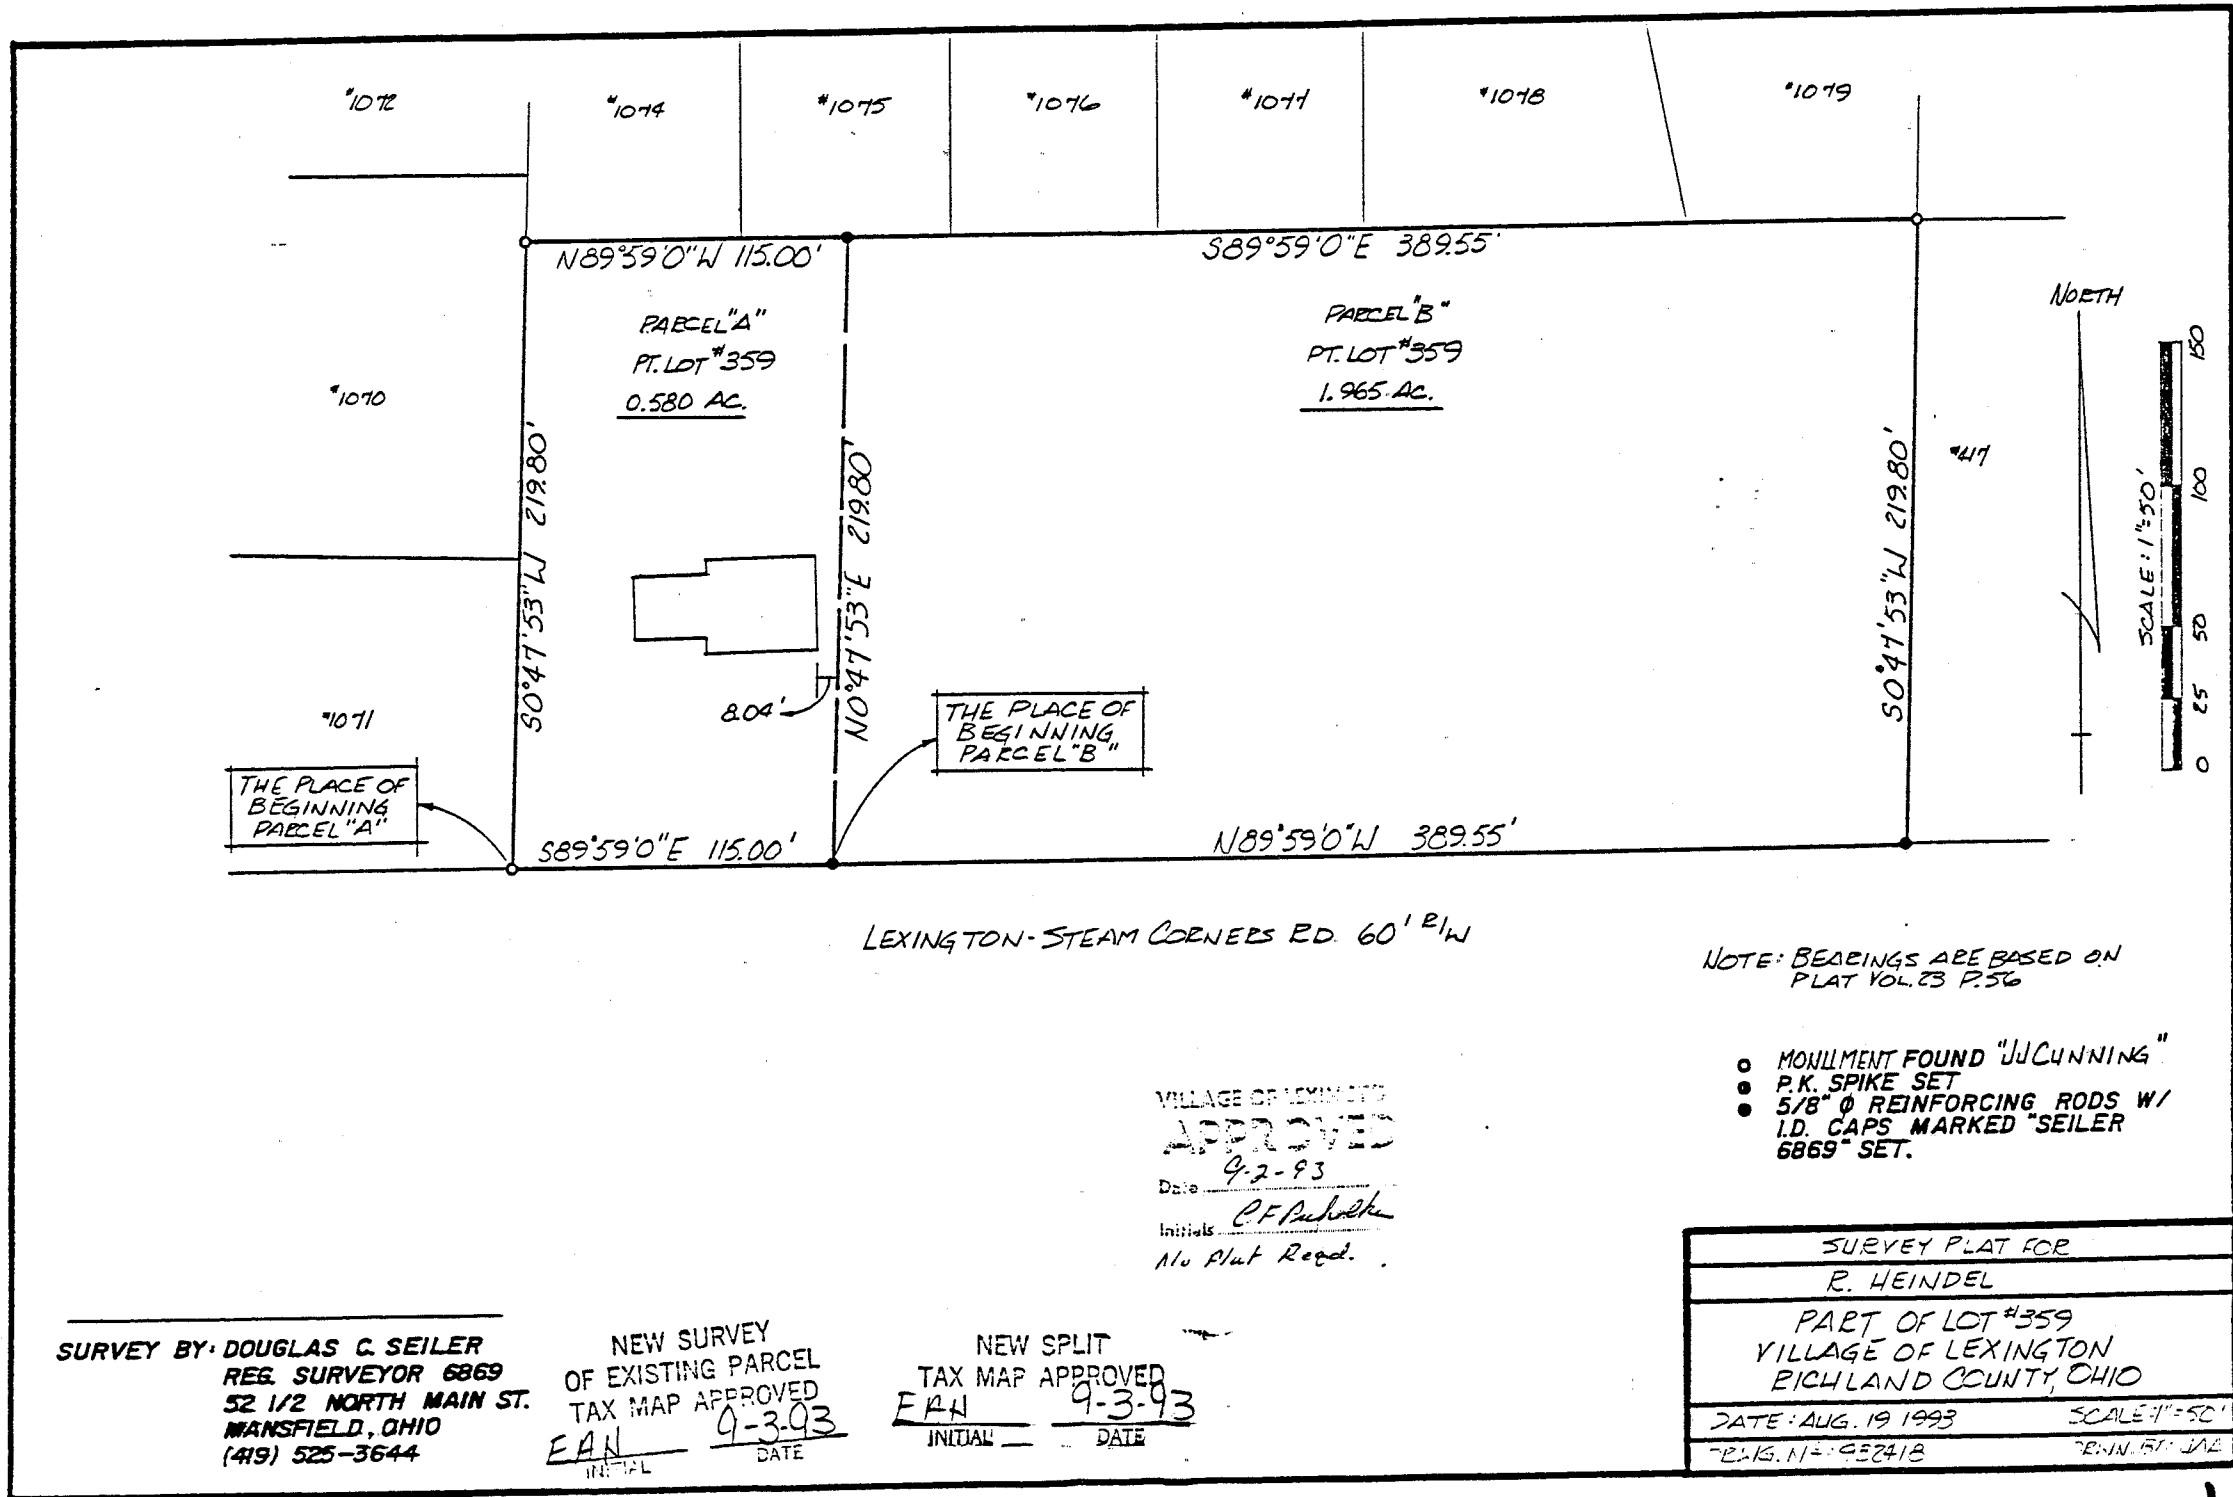 #1072
#1074
#1075
#1076
#1077
#1078
#1079
N89°59'0"W 115.00'
S89°59'0"E 389.55'
PARCEL "A"
PT. LOT #359
0.580 AC.
PARCEL "B"
PT. LOT #359
1.965 AC.
NORTH
#1070
#417
S0°47'53"W 219.80'
N0°47'53"E 219.80'
S0°47'53"W 219.80'
SCALE: 1"=50'
150
100
50
25
0
#1071
8.04'
THE PLACE OF
BEGINNING
PARCEL "B"
THE PLACE OF
BEGINNING
PARCEL "A"
S89°59'0"E 115.00'
N89°59'0"W 389.55'
LEXINGTON-STEAM CORNERS RD. 60' R/W
NOTE: BEARINGS ARE BASED ON
PLAT VOL. 23 P. 56
MONUMENT FOUND "JJ CUNNING"
P.K. SPIKE SET
5/8" ϕ REINFORCING RODS W/
I.D. CAPS MARKED "SEILER
6869" SET.
VILLAGE OF
APPROVED
Date 9-2-93
Initials
No Plat Reqd.
SURVEY PLAT FOR
R. HEINDEL
PART OF LOT #359
VILLAGE OF LEXINGTON
RICHLAND COUNTY, OHIO
DATE: AUG. 19 1993 SCALE: 1"=50'
SURVEY BY: DOUGLAS C. SEILER
REG. SURVEYOR 6869
52 1/2 NORTH MAIN ST.
MANSFIELD, OHIO
(419) 525-3644
NEW SURVEY
OF EXISTING PARCEL
TAX MAP APPROVED
EAH 9-3-93
INITIAL DATE
NEW SPLIT
TAX MAP APPROVED
EAH 9-3-93
INITIAL DATE